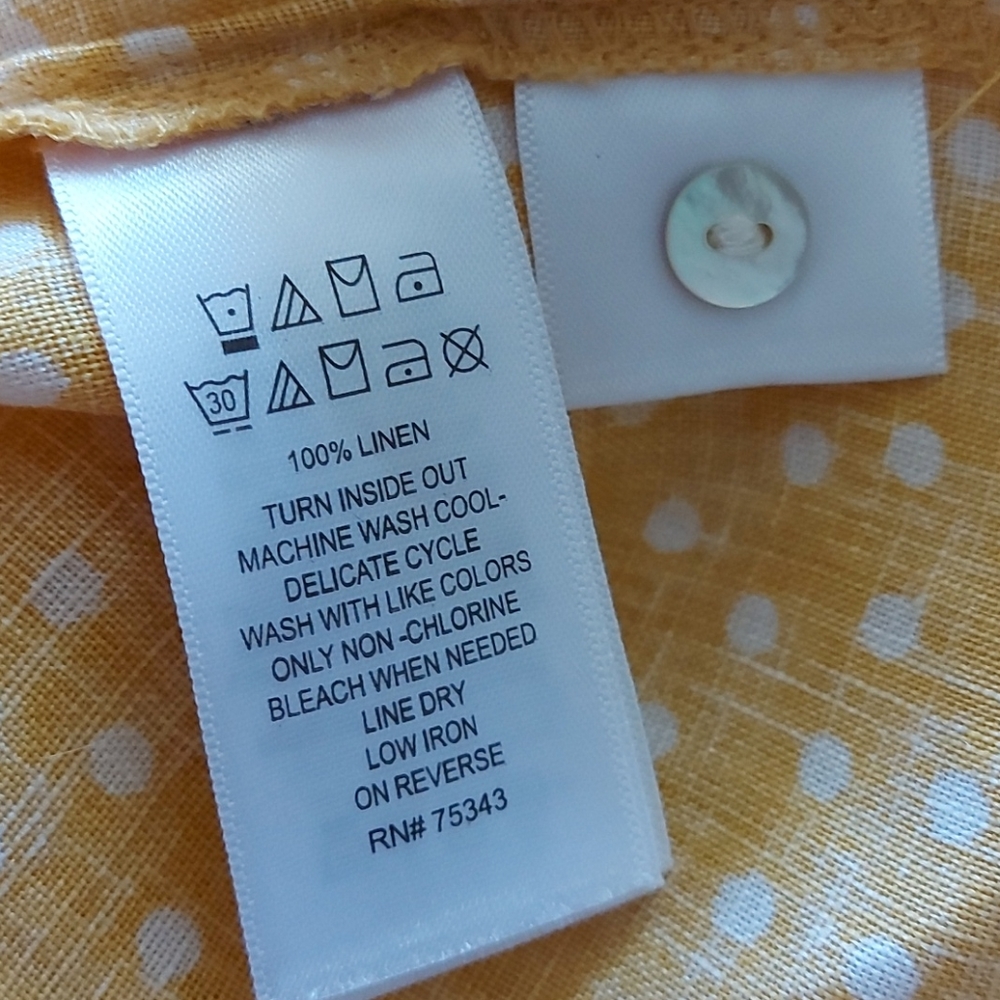 30
100% LINEN
TURN INSIDE OUT
MACHINE WASH COOL-
DELICATE CYCLE
WASH WITH LIKE COLORS
ONLY NON -CHLORINE
BLEACH WHEN NEEDED
LINE DRY
LOW IRON
ON REVERSE
RN# 75343